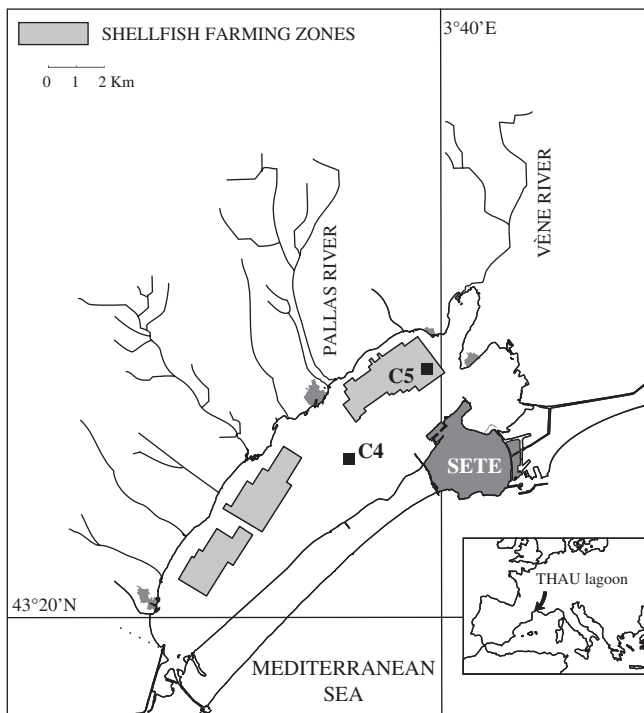 SHELLFISH FARMING ZONES
3°40'E
0 1 2 Km
PALLAS RIVER
VÈNE RIVER
C5
C4
SETE
THAU lagoon
43°20'N
MEDITERRANEAN
SEA